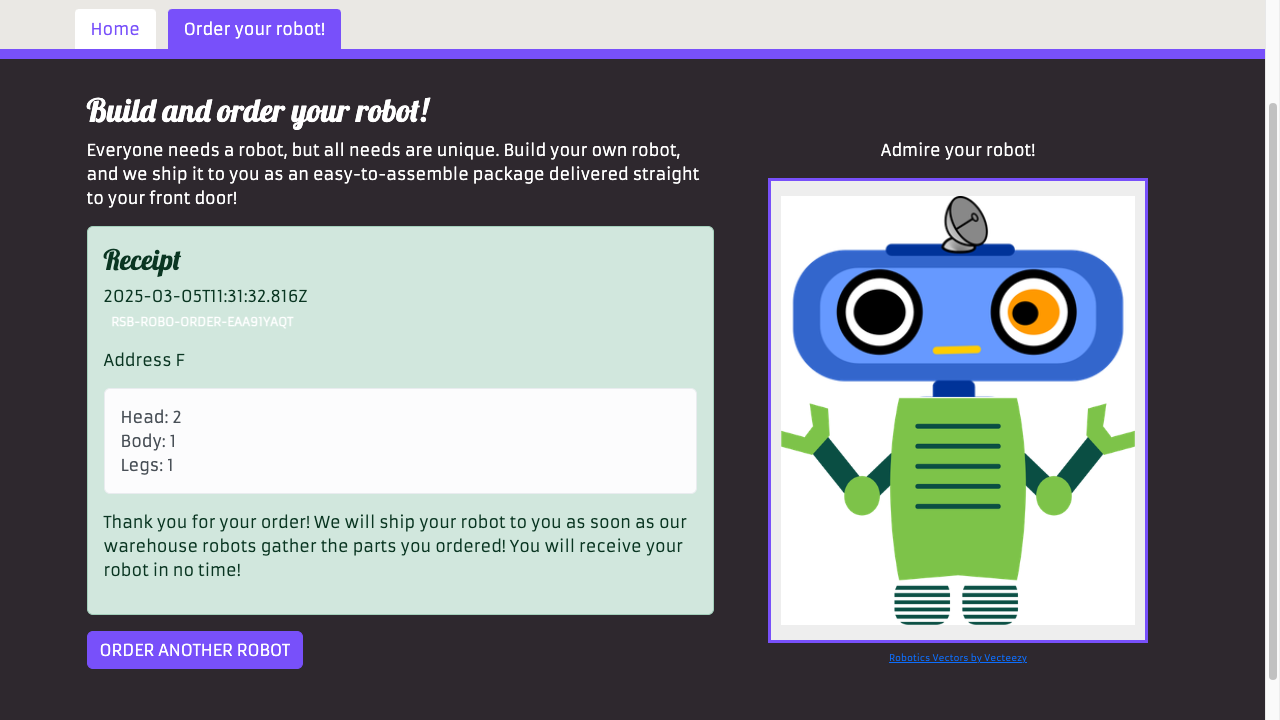 Home
Order your robot!
Build and order your robot!
Everyone needs a robot, but all needs are unique. Build your own robot,
and we ship it to you as an easy-to-assemble package delivered straight
to your front door!
Receipt
2025-03-05T11:31:32.816Z
RSB-ROBO-ORDER-EAA91YAQT
Address F
Head: 2
Body: 1
Legs: 1
Thank you for your order! We will ship your robot to you as soon as our
warehouse robots gather the parts you ordered! You will receive your
robot in no time!
ORDER ANOTHER ROBOT
Admire your robot!
Robotics Vectors by Vecteezy